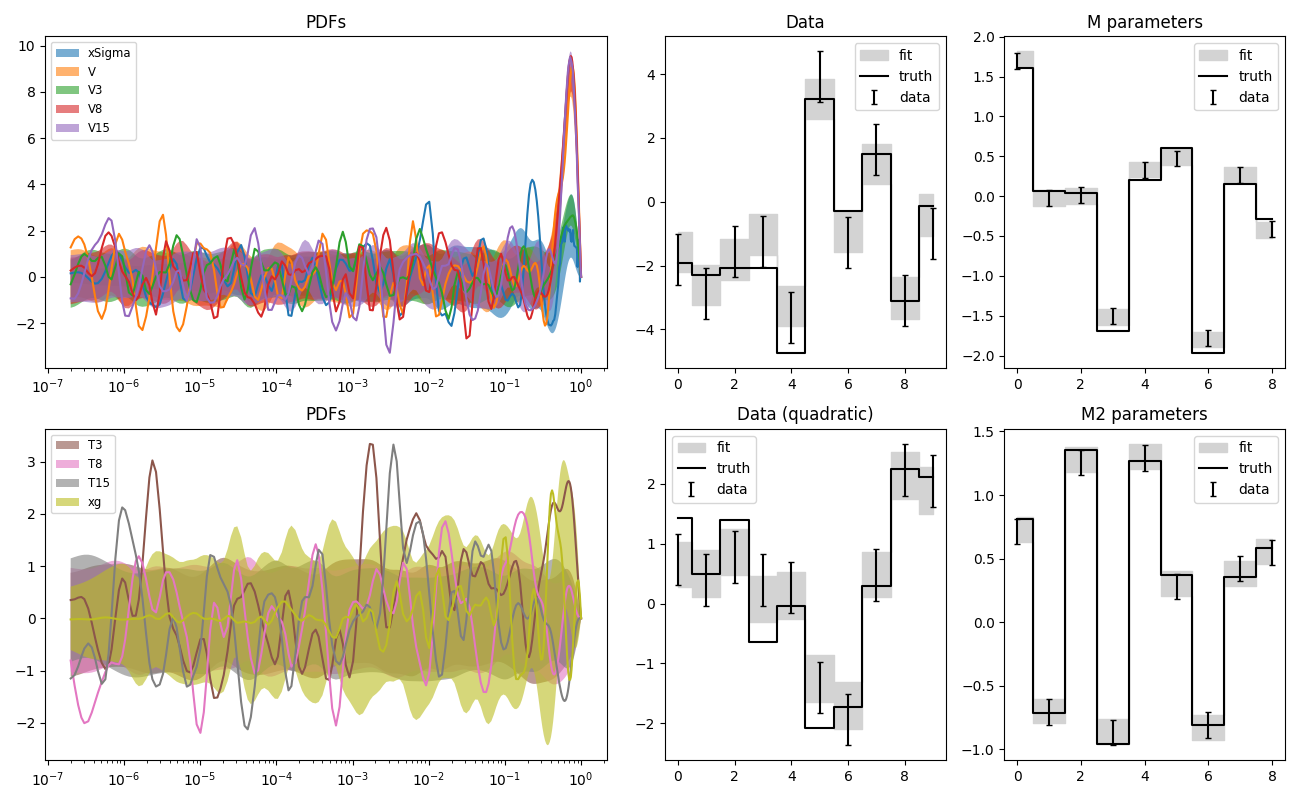 PDFs
10
8
6
4
2
0
−2
xSigma
V
V3
V8
V15
10⁻⁷ 10⁻⁶ 10⁻⁵ 10⁻⁴ 10⁻³ 10⁻² 10⁻¹ 10⁰
Data
4
2
0
−2
−4
fit
truth
data
0 2 4 6 8
M parameters
2.0
1.5
1.0
0.5
0.0
−0.5
−1.0
−1.5
−2.0
fit
truth
data
0 2 4 6 8
PDFs
3
2
1
0
−1
−2
T3
T8
T15
xg
10⁻⁷ 10⁻⁶ 10⁻⁵ 10⁻⁴ 10⁻³ 10⁻² 10⁻¹ 10⁰
Data (quadratic)
2
1
0
−1
−2
fit
truth
data
0 2 4 6 8
M2 parameters
1.5
1.0
0.5
0.0
−0.5
−1.0
fit
truth
data
0 2 4 6 8